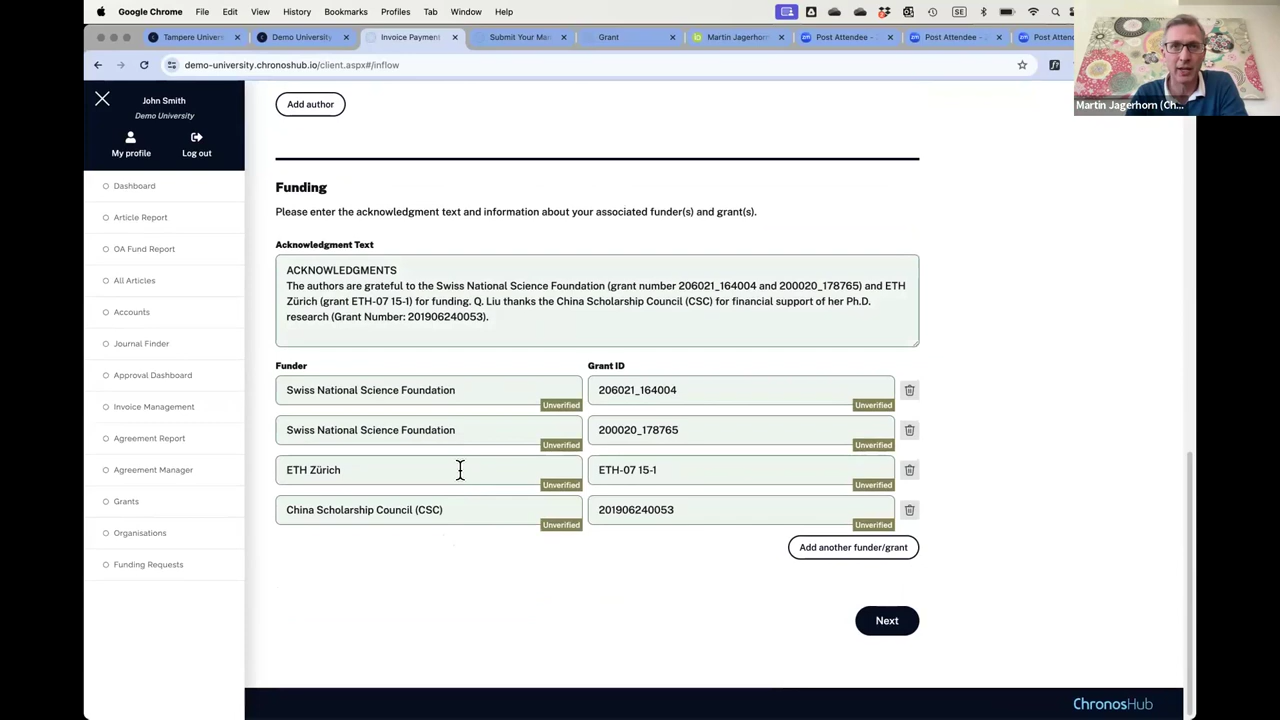 Google Chrome File Edit View History Bookmarks Profiles Tab Window Help SE
Tampere Univers
Demo University
Invoice Payment
Submit Your Ma
Grant
Martin Jagerhorn
Post Attendee -
Post Attendee -
Post Attend
demo-university.chronoshub.io/client.aspx#/inflow
Martin Jagerhorn (Ch...
John Smith
Demo University
My profile
Log out
Dashboard
Article Report
OA Fund Report
All Articles
Accounts
Journal Finder
Approval Dashboard
Invoice Management
Agreement Report
Agreement Manager
Grants
Organisations
Funding Requests
Add author
Funding
Please enter the acknowledgment text and information about your associated funder(s) and grant(s).
Acknowledgment Text
ACKNOWLEDGMENTS
The authors are grateful to the Swiss National Science Foundation (grant number 206021_164004 and 200020_178765) and ETH
Zürich (grant ETH-07 15-1) for funding. Q. Liu thanks the China Scholarship Council (CSC) for financial support of her Ph.D.
research (Grant Number: 201906240053).
Funder Grant ID
Swiss National Science Foundation 206021_164004
Unverified Unverified
Swiss National Science Foundation 200020_178765
Unverified Unverified
ETH Zürich ETH-07 15-1
Unverified Unverified
China Scholarship Council (CSC) 201906240053
Unverified Unverified
Add another funder/grant
Next
ChronosHub